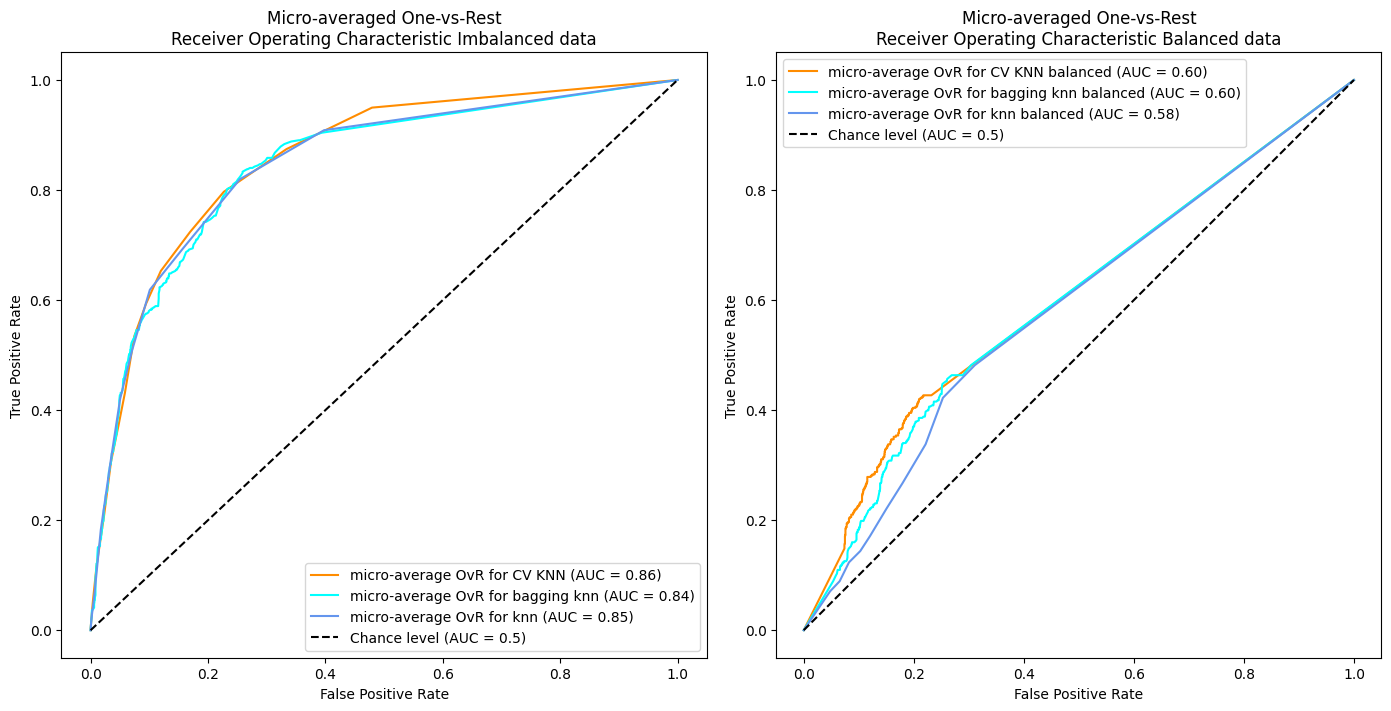 Micro-averaged One-vs-Rest
Receiver Operating Characteristic Imbalanced data
1.0
0.8
0.6
0.4
0.2
0.0
True Positive Rate
micro-average OvR for CV KNN (AUC = 0.86)
micro-average OvR for bagging knn (AUC = 0.84)
micro-average OvR for knn (AUC = 0.85)
Chance level (AUC = 0.5)
0.0 0.2 0.4 0.6 0.8 1.0
False Positive Rate
Micro-averaged One-vs-Rest
Receiver Operating Characteristic Balanced data
micro-average OvR for CV KNN balanced (AUC = 0.60)
micro-average OvR for bagging knn balanced (AUC = 0.60)
micro-average OvR for knn balanced (AUC = 0.58)
Chance level (AUC = 0.5)
1.0
0.8
0.6
0.4
0.2
0.0
True Positive Rate
0.0 0.2 0.4 0.6 0.8 1.0
False Positive Rate